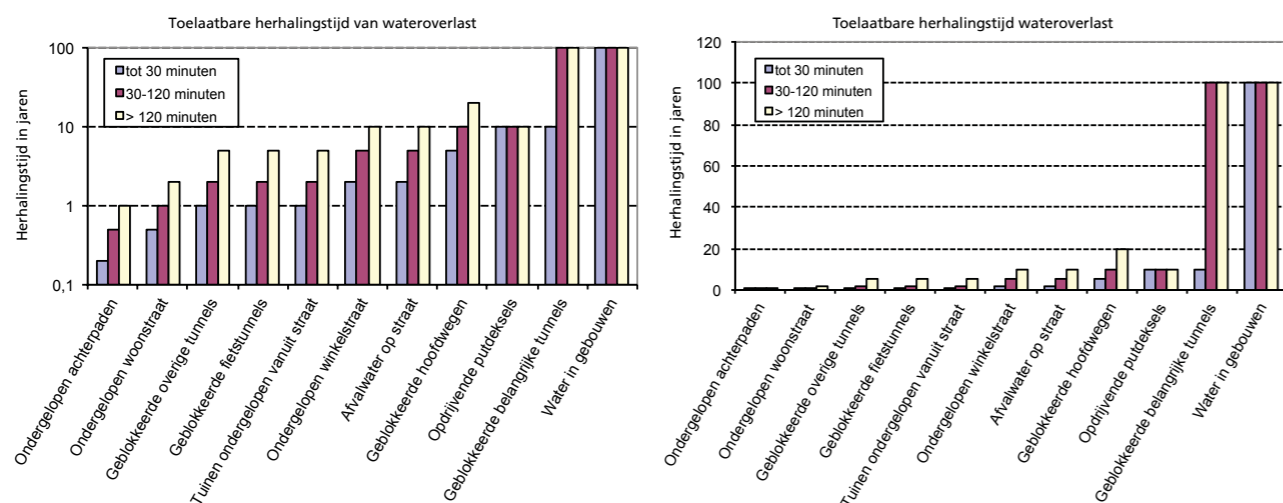 Toelaatbare herhalingstijd van wateroverlast
Herhalingstijd in jaren
100
10
1
0,1
tot 30 minuten
30-120 minuten
> 120 minuten
Ondergelopen achterpaden
Ondergelopen woonstraat
Geblokkeerde overige tunnels
Geblokkeerde fietstunnels
Tuinen ondergelopen vanuit straat
Ondergelopen winkelstraat
Afvalwater op straat
Geblokkeerde hoofdwegen
Opdrijvende putdeksels
Geblokkeerde belangrijke tunnels
Water in gebouwen
Toelaatbare herhalingstijd wateroverlast
Herhalingstijd in jaren
120
100
80
60
40
20
0
tot 30 minuten
30-120 minuten
> 120 minuten
Ondergelopen achterpaden
Ondergelopen woonstraat
Geblokkeerde overige tunnels
Geblokkeerde fietstunnels
Tuinen ondergelopen vanuit straat
Ondergelopen winkelstraat
Afvalwater op straat
Geblokkeerde hoofdwegen
Opdrijvende putdeksels
Geblokkeerde belangrijke tunnels
Water in gebouwen